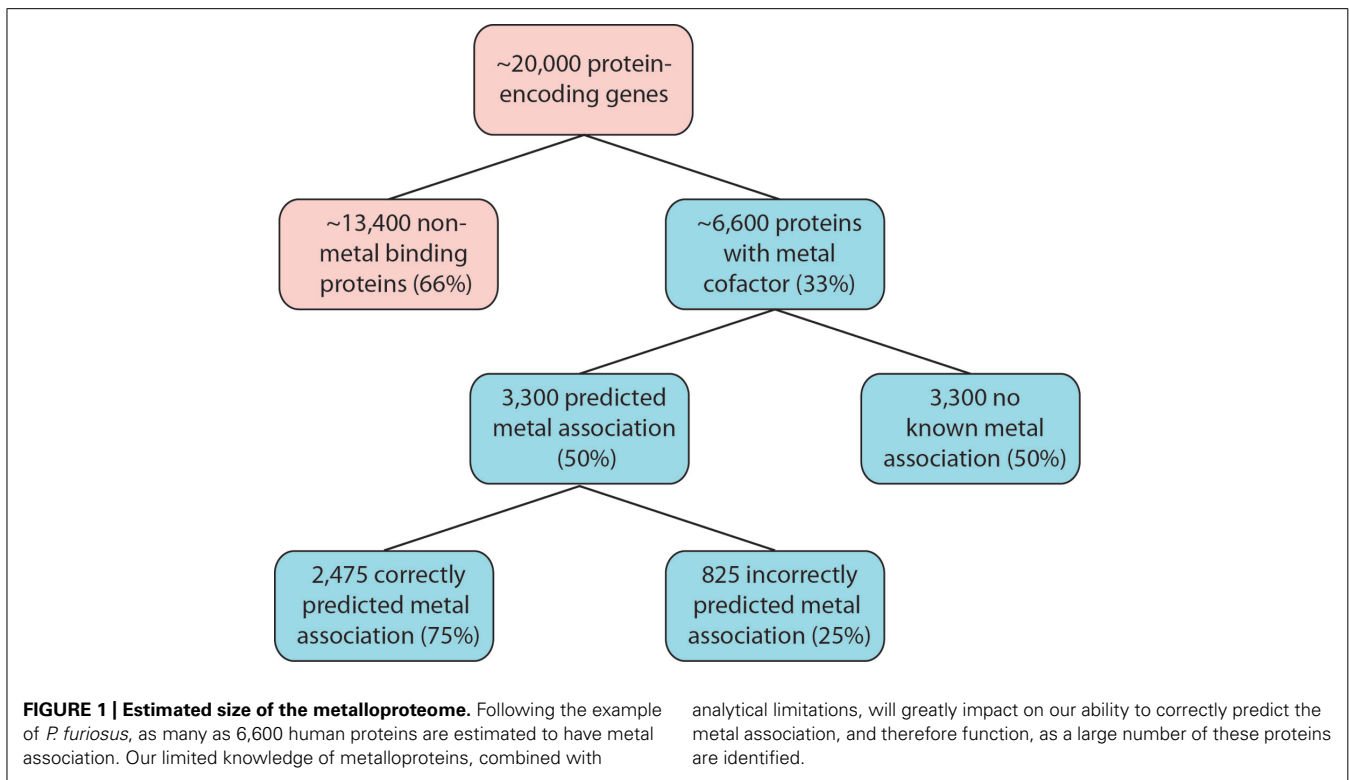 ~20,000 protein-
encoding genes
~13,400 non-
metal binding
proteins (66%)
~6,600 proteins
with metal
cofactor (33%)
3,300 predicted
metal association
(50%)
3,300 no
known metal
association (50%)
2,475 correctly
predicted metal
association (75%)
825 incorrectly
predicted metal
association (25%)
FIGURE 1 | Estimated size of the metalloproteome. Following the example
of P. furiosus, as many as 6,600 human proteins are estimated to have metal
association. Our limited knowledge of metalloproteins, combined with
analytical limitations, will greatly impact on our ability to correctly predict the
metal association, and therefore function, as a large number of these proteins
are identified.